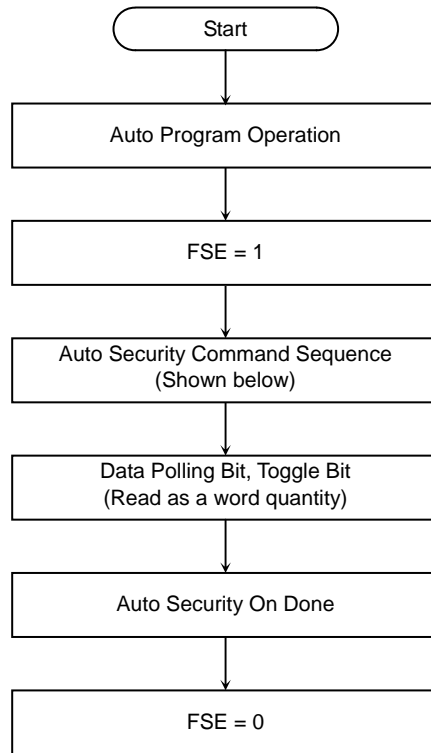 Start
Auto Program Operation
FSE = 1
Auto Security Command Sequence
(Shown below)
Data Polling Bit, Toggle Bit
(Read as a word quantity)
Auto Security On Done
FSE = 0